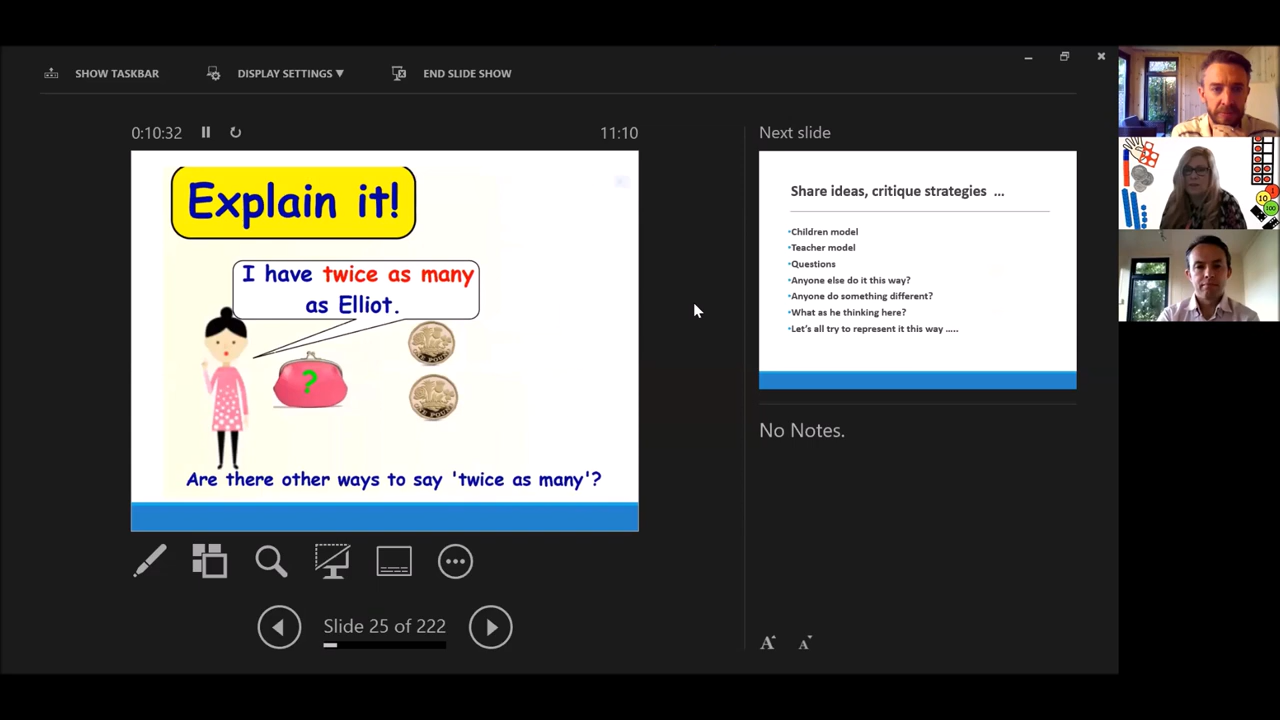 SHOW TASKBAR
DISPLAY SETTINGS ▼
END SLIDE SHOW
0:10:32
11:10
Explain it!
I have twice as many
as Elliot.
?
Are there other ways to say 'twice as many'?
Slide 25 of 222
Next slide
Share ideas, critique strategies ...
•Children model
•Teacher model
•Questions
•Anyone else do it this way?
•Anyone do something different?
•What as he thinking here?
•Let's all try to represent it this way .....
No Notes.
A A
10
1
100